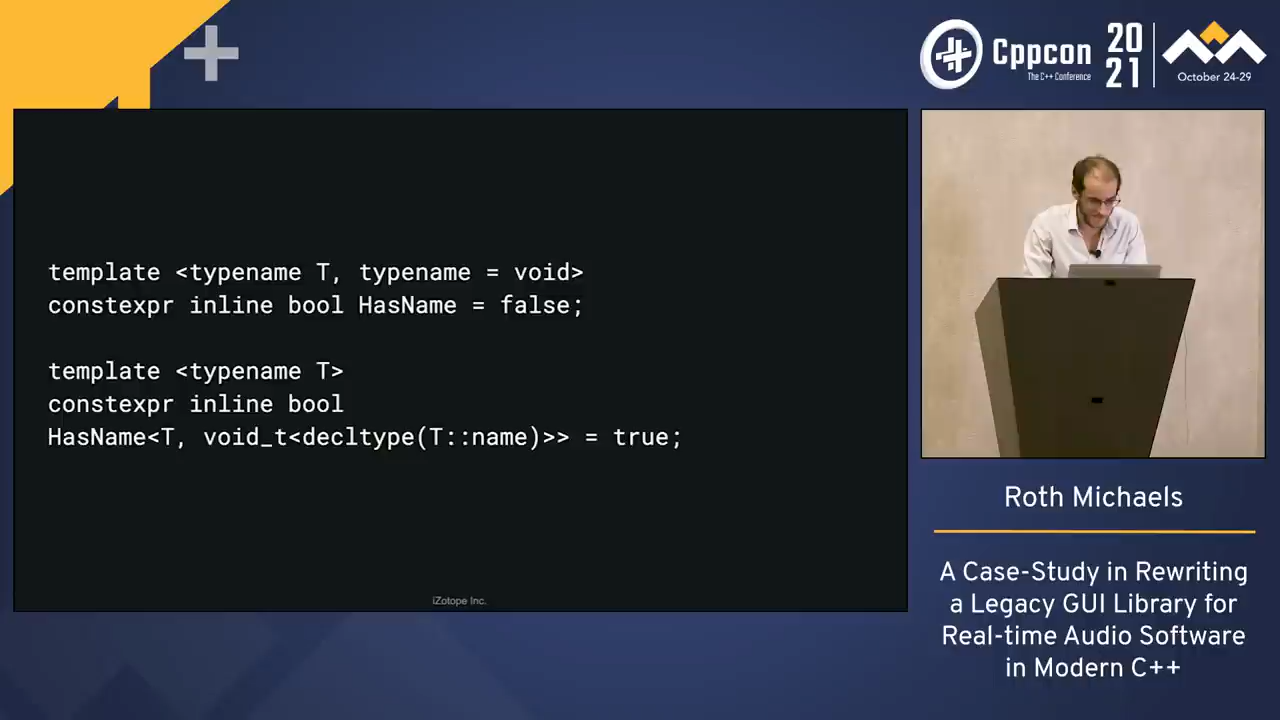 Cppcon
The C++ Conference
20
21
October 24-29
template <typename T, typename = void>
constexpr inline bool HasName = false;
template <typename T>
constexpr inline bool
HasName<T, void_t<decltype(T::name)>> = true;
iZotope Inc.
Roth Michaels
A Case-Study in Rewriting
a Legacy GUI Library for
Real-time Audio Software
in Modern C++